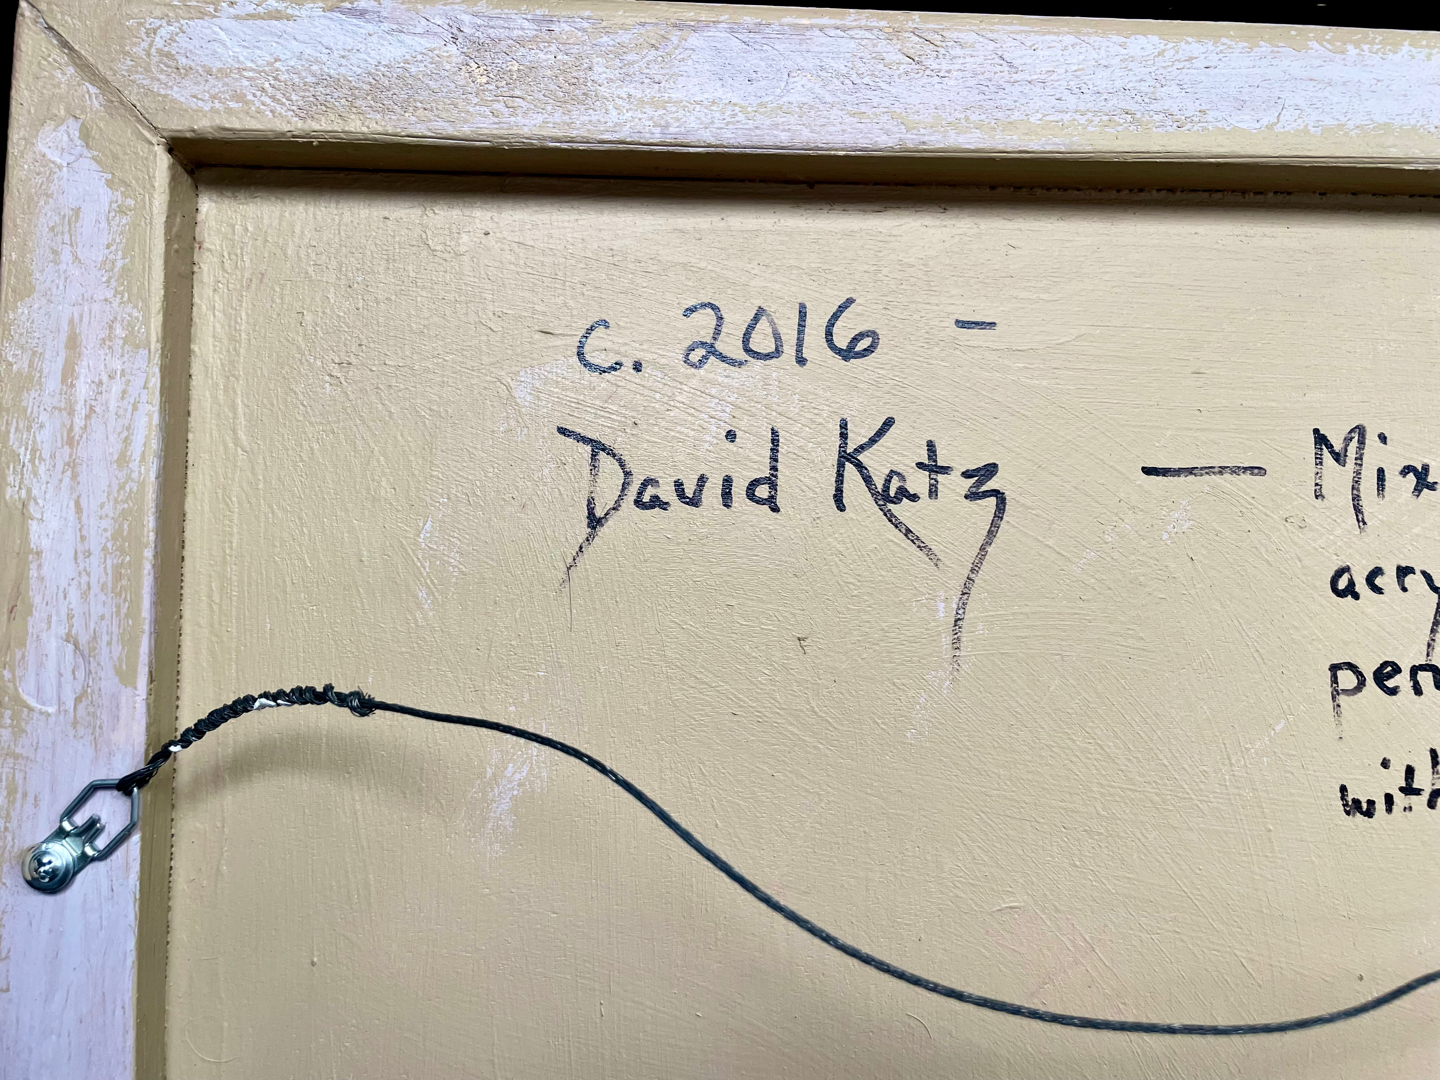 c. 2016 -
David Katz — Mix
acry
pen
with